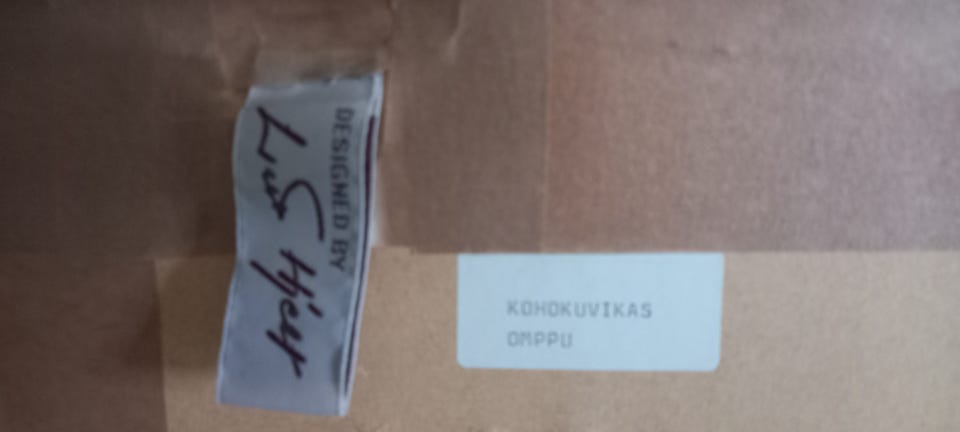 DESIGNED BY
KOHOKUVIKAS
OMPPU